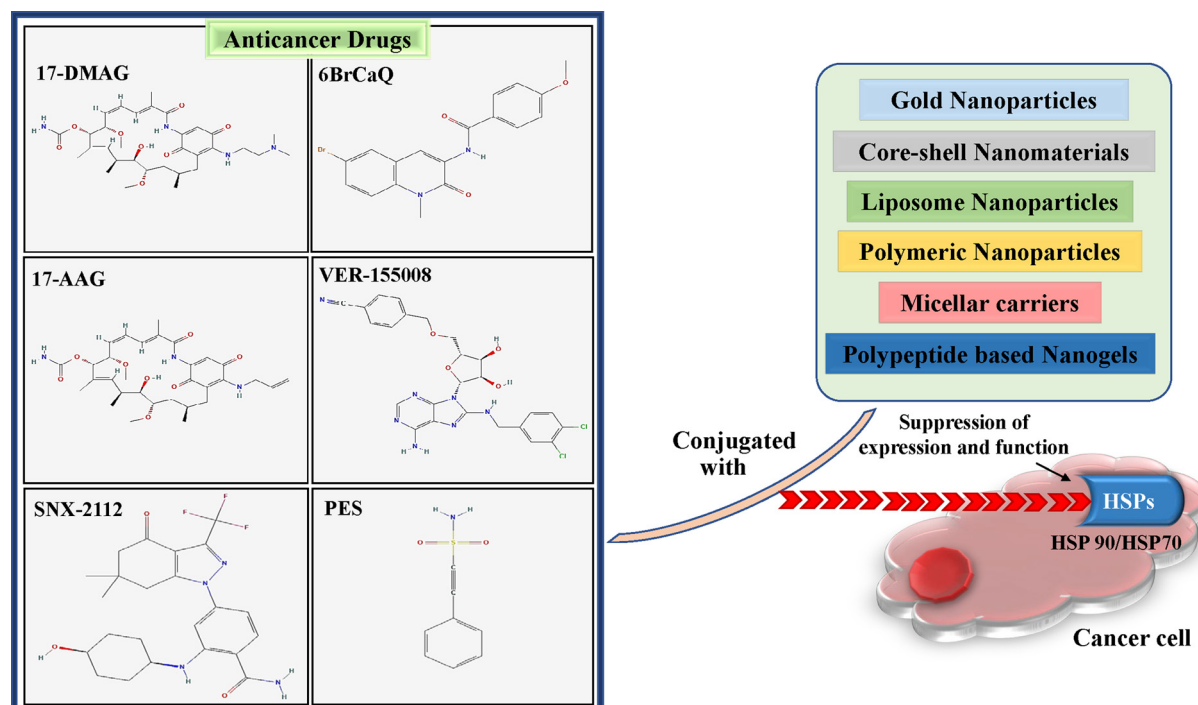 Anticancer Drugs
17-DMAG
6BrCaQ
17-AAG
VER-155008
SNX-2112
PES
Gold Nanoparticles
Core-shell Nanomaterials
Liposome Nanoparticles
Polymeric Nanoparticles
Micellar carriers
Polypeptide based Nanogels
Conjugated
with
Suppression of
expression and function
HSPs
HSP 90/HSP70
Cancer cell